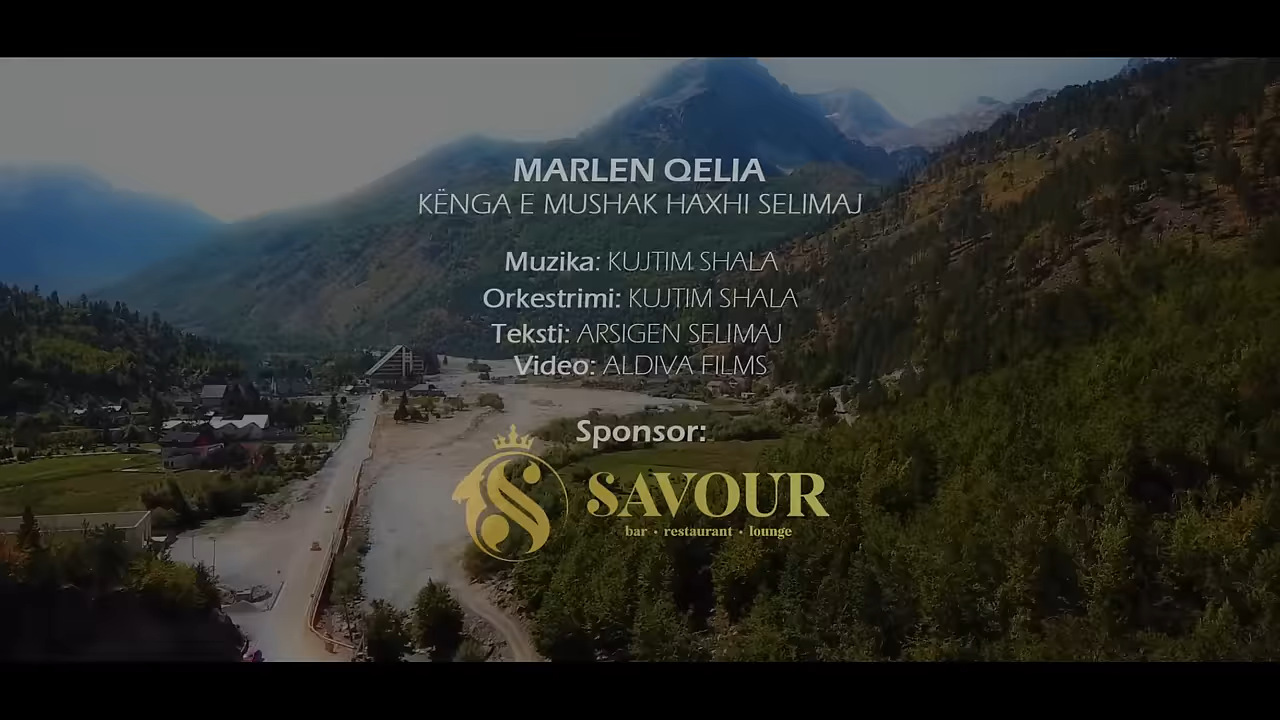 MARLEN QELIA
KËNGA E MUSHAK HAXHI SELIMAJ
Muzika: KUJTIM SHALA
Orkestrimi: KUJTIM SHALA
Teksti: ARSIGEN SELIMAJ
Video: ALDIVA FILMS
Sponsor:
SAVOUR
bar • restaurant • lounge